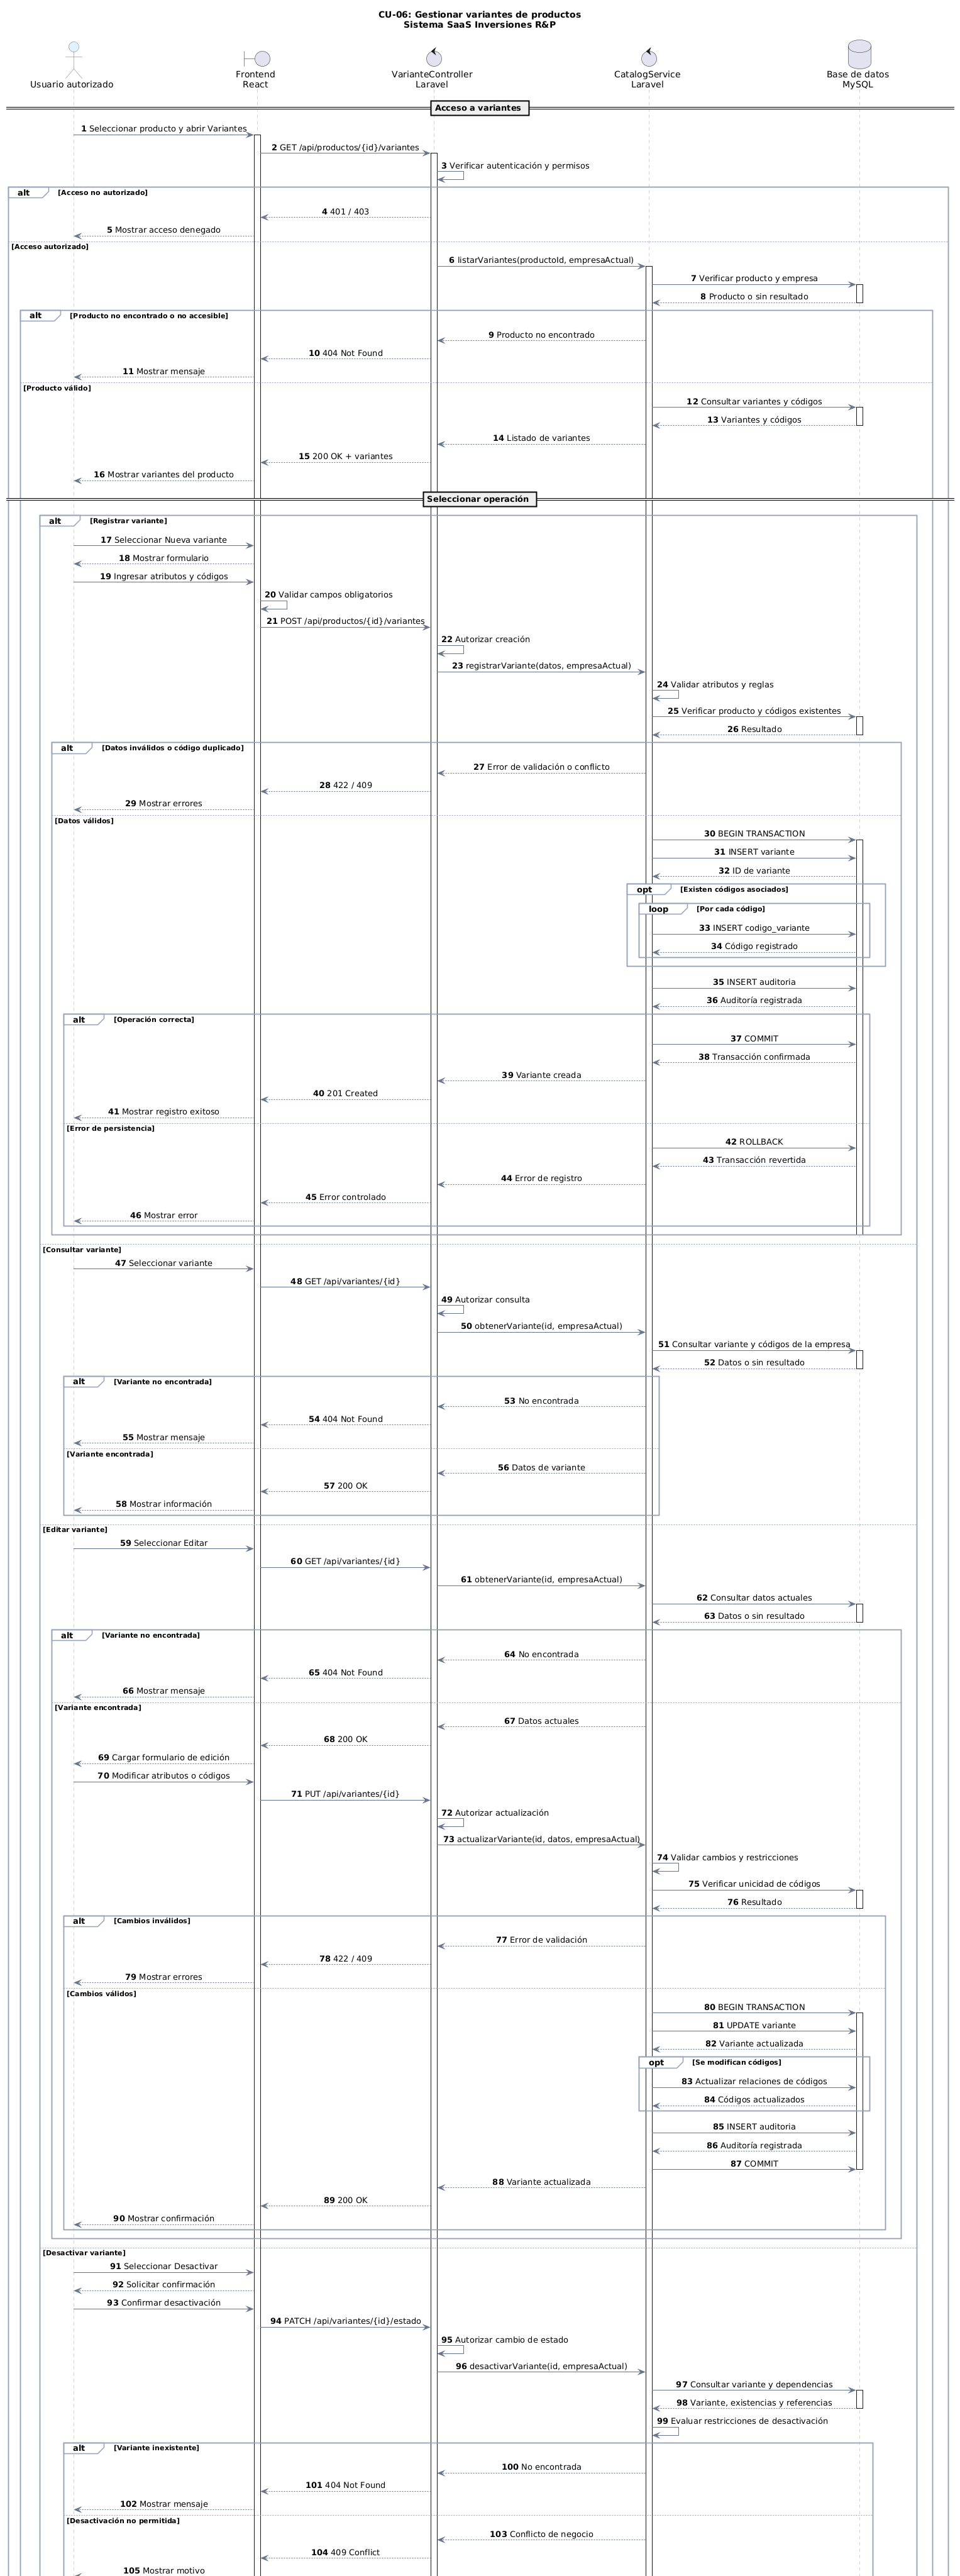 CU-06: Gestionar variantes de productos
Sistema SaaS Inversiones R&P
Usuario autorizado
Frontend
React
VarianteController
Laravel
CatalogService
Laravel
Base de datos
MySQL
Acceso a variantes
1 Seleccionar producto y abrir Variantes
2 GET /api/productos/{id}/variantes
3 Verificar autenticación y permisos
alt [Acceso no autorizado]
4 401 / 403
5 Mostrar acceso denegado
[Acceso autorizado]
6 listarVariantes(productoId, empresaActual)
7 Verificar producto y empresa
8 Producto o sin resultado
alt [Producto no encontrado o no accesible]
9 Producto no encontrado
10 404 Not Found
11 Mostrar mensaje
[Producto válido]
12 Consultar variantes y códigos
13 Variantes y códigos
14 Listado de variantes
15 200 OK + variantes
16 Mostrar variantes del producto
Seleccionar operación
alt [Registrar variante]
17 Seleccionar Nueva variante
18 Mostrar formulario
19 Ingresar atributos y códigos
20 Validar campos obligatorios
21 POST /api/productos/{id}/variantes
22 Autorizar creación
23 registrarVariante(datos, empresaActual)
24 Validar atributos y reglas
25 Verificar producto y códigos existentes
26 Resultado
alt [Datos inválidos o código duplicado]
27 Error de validación o conflicto
28 422 / 409
29 Mostrar errores
[Datos válidos]
30 BEGIN TRANSACTION
31 INSERT variante
32 ID de variante
opt [Existen códigos asociados]
loop [Por cada código]
33 INSERT codigo_variante
34 Código registrado
35 INSERT auditoria
36 Auditoría registrada
alt [Operación correcta]
37 COMMIT
38 Transacción confirmada
39 Variante creada
40 201 Created
41 Mostrar registro exitoso
[Error de persistencia]
42 ROLLBACK
43 Transacción revertida
44 Error de registro
45 Error controlado
46 Mostrar error
[Consultar variante]
47 Seleccionar variante
48 GET /api/variantes/{id}
49 Autorizar consulta
50 obtenerVariante(id, empresaActual)
51 Consultar variante y códigos de la empresa
52 Datos o sin resultado
alt [Variante no encontrada]
53 No encontrada
54 404 Not Found
55 Mostrar mensaje
[Variante encontrada]
56 Datos de variante
57 200 OK
58 Mostrar información
[Editar variante]
59 Seleccionar Editar
60 GET /api/variantes/{id}
61 obtenerVariante(id, empresaActual)
62 Consultar datos actuales
63 Datos o sin resultado
alt [Variante no encontrada]
64 No encontrada
65 404 Not Found
66 Mostrar mensaje
[Variante encontrada]
67 Datos actuales
68 200 OK
69 Cargar formulario de edición
70 Modificar atributos o códigos
71 PUT /api/variantes/{id}
72 Autorizar actualización
73 actualizarVariante(id, datos, empresaActual)
74 Validar cambios y restricciones
75 Verificar unicidad de códigos
76 Resultado
alt [Cambios inválidos]
77 Error de validación
78 422 / 409
79 Mostrar errores
[Cambios válidos]
80 BEGIN TRANSACTION
81 UPDATE variante
82 Variante actualizada
opt [Se modifican códigos]
83 Actualizar relaciones de códigos
84 Códigos actualizados
85 INSERT auditoria
86 Auditoría registrada
87 COMMIT
88 Variante actualizada
89 200 OK
90 Mostrar confirmación
[Desactivar variante]
91 Seleccionar Desactivar
92 Solicitar confirmación
93 Confirmar desactivación
94 PATCH /api/variantes/{id}/estado
95 Autorizar cambio de estado
96 desactivarVariante(id, empresaActual)
97 Consultar variante y dependencias
98 Variante, existencias y referencias
99 Evaluar restricciones de desactivación
alt [Variante inexistente]
100 No encontrada
101 404 Not Found
102 Mostrar mensaje
[Desactivación no permitida]
103 Conflicto de negocio
104 409 Conflict
105 Mostrar motivo